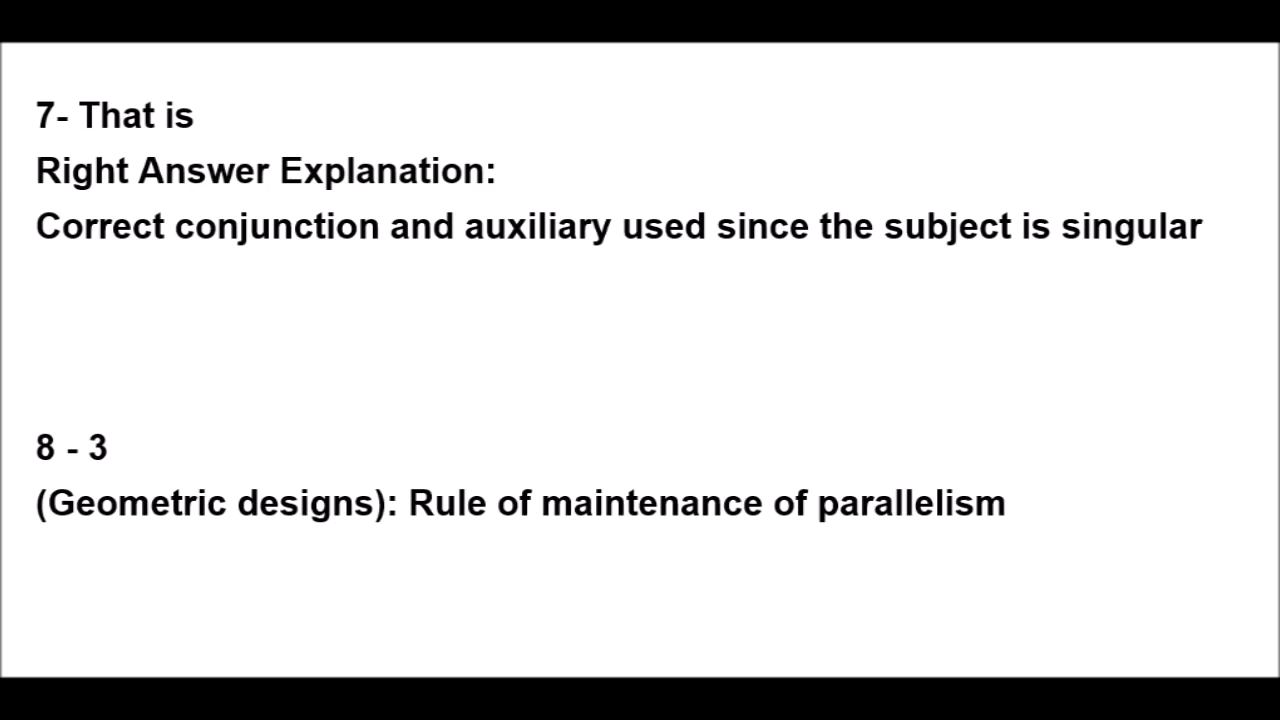 7- That is
Right Answer Explanation:
Correct conjunction and auxiliary used since the subject is singular
8 - 3
(Geometric designs): Rule of maintenance of parallelism